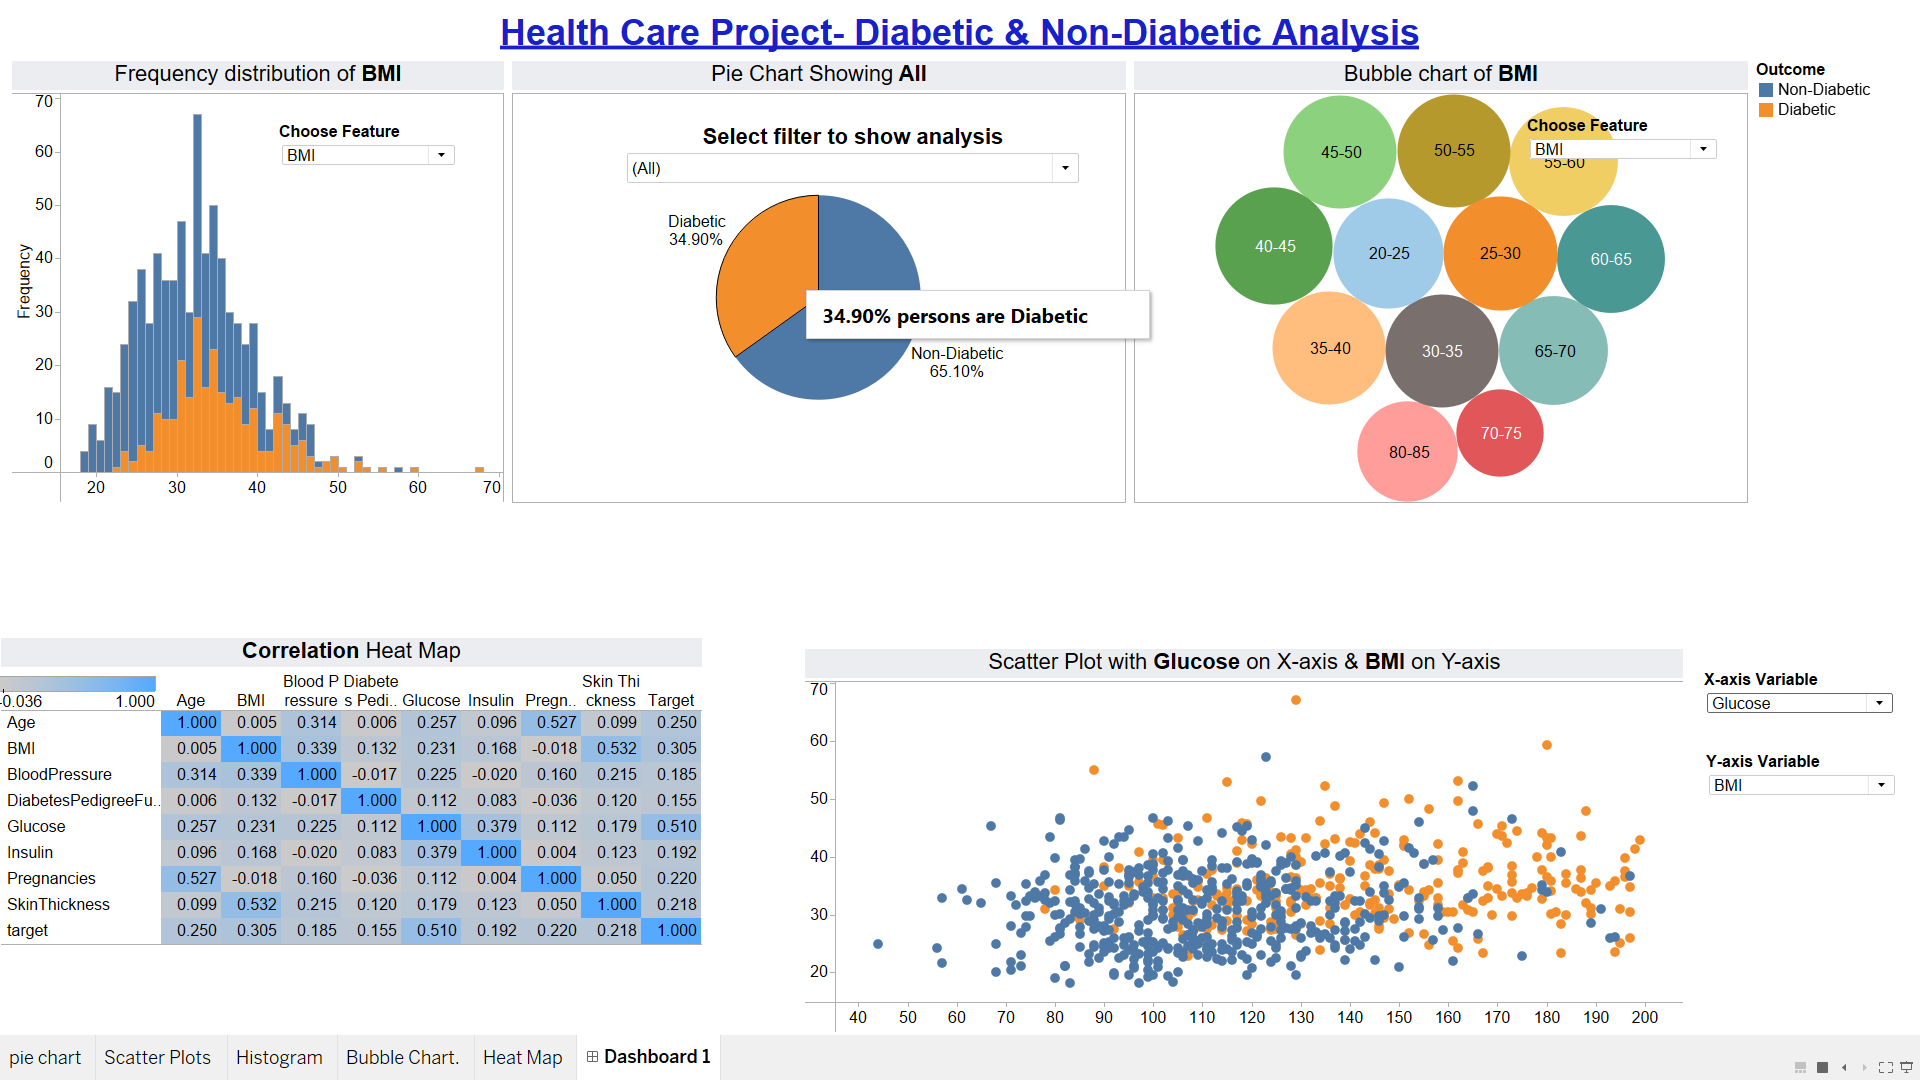 Health Care Project- Diabetic & Non-Diabetic Analysis
Frequency distribution of BMI
Choose Feature
BMI
Frequency
70
60
50
40
30
20
10
0
20 30 40 50 60 70
Pie Chart Showing All
Select filter to show analysis
(All)
Diabetic
34.90%
34.90% persons are Diabetic
Non-Diabetic
65.10%
Bubble chart of BMI
Choose Feature
BMI
45-50
50-55
55-60
40-45
20-25
25-30
60-65
35-40
30-35
65-70
80-85
70-75
Outcome
Non-Diabetic
Diabetic
Correlation Heat Map
-0.036 1.000
Age BMI Blood P ressure Diabete s Pedi.. Glucose Insulin Pregn.. Skin Thi ckness Target
Age 1.000 0.005 0.314 0.006 0.257 0.096 0.527 0.099 0.250
BMI 0.005 1.000 0.339 0.132 0.231 0.168 -0.018 0.532 0.305
BloodPressure 0.314 0.339 1.000 -0.017 0.225 -0.020 0.160 0.215 0.185
DiabetesPedigreeFu.. 0.006 0.132 -0.017 1.000 0.112 0.083 -0.036 0.120 0.155
Glucose 0.257 0.231 0.225 0.112 1.000 0.379 0.112 0.179 0.510
Insulin 0.096 0.168 -0.020 0.083 0.379 1.000 0.004 0.123 0.192
Pregnancies 0.527 -0.018 0.160 -0.036 0.112 0.004 1.000 0.050 0.220
SkinThickness 0.099 0.532 0.215 0.120 0.179 0.123 0.050 1.000 0.218
target 0.250 0.305 0.185 0.155 0.510 0.192 0.220 0.218 1.000
Scatter Plot with Glucose on X-axis & BMI on Y-axis
70
60
50
40
30
20
40 50 60 70 80 90 100 110 120 130 140 150 160 170 180 190 200
X-axis Variable
Glucose
Y-axis Variable
BMI
pie chart Scatter Plots Histogram Bubble Chart. Heat Map Dashboard 1